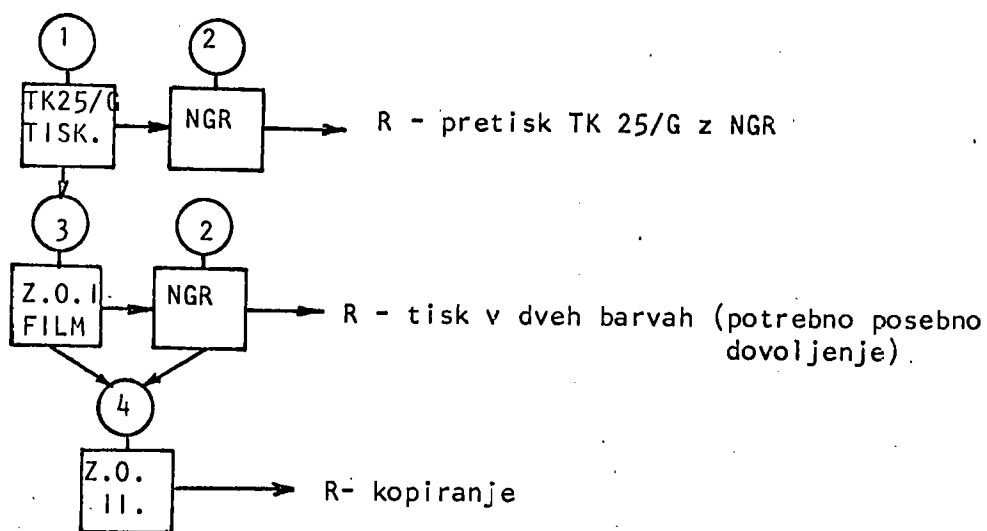 1
2
TK25/G
TISK.
NGR
R - pretisk TK 25/G z NGR
3
2
Z.O.I
FILM
NGR
R - tisk v dveh barvah (potrebno posebno
dovoljenje)
4
Z.O.
II.
R- kopiranje